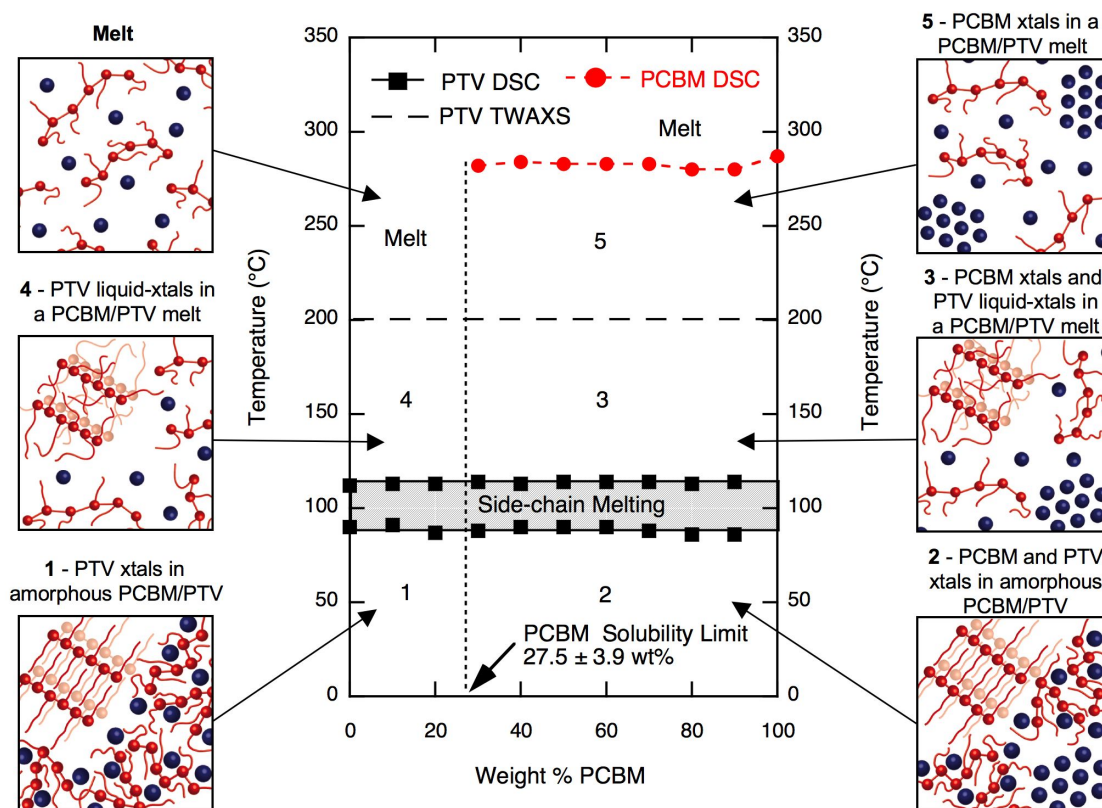 Melt
4 - PTV liquid-xtals in
a PCBM/PTV melt
1 - PTV xtals in
amorphous PCBM/PTV
350
300
250
200
150
100
50
0
Temperature (°C)
PTV DSC
PCBM DSC
PTV TWAXS
Melt
Melt
5
4
3
Side-chain Melting
1
2
PCBM Solubility Limit
27.5 ± 3.9 wt%
0
20
40
60
80
100
Weight % PCBM
350
300
250
200
150
100
50
0
Temperature (°C)
5 - PCBM xtals in a
PCBM/PTV melt
3 - PCBM xtals and
PTV liquid-xtals in
a PCBM/PTV melt
2 - PCBM and PTV
xtals in amorphous
PCBM/PTV